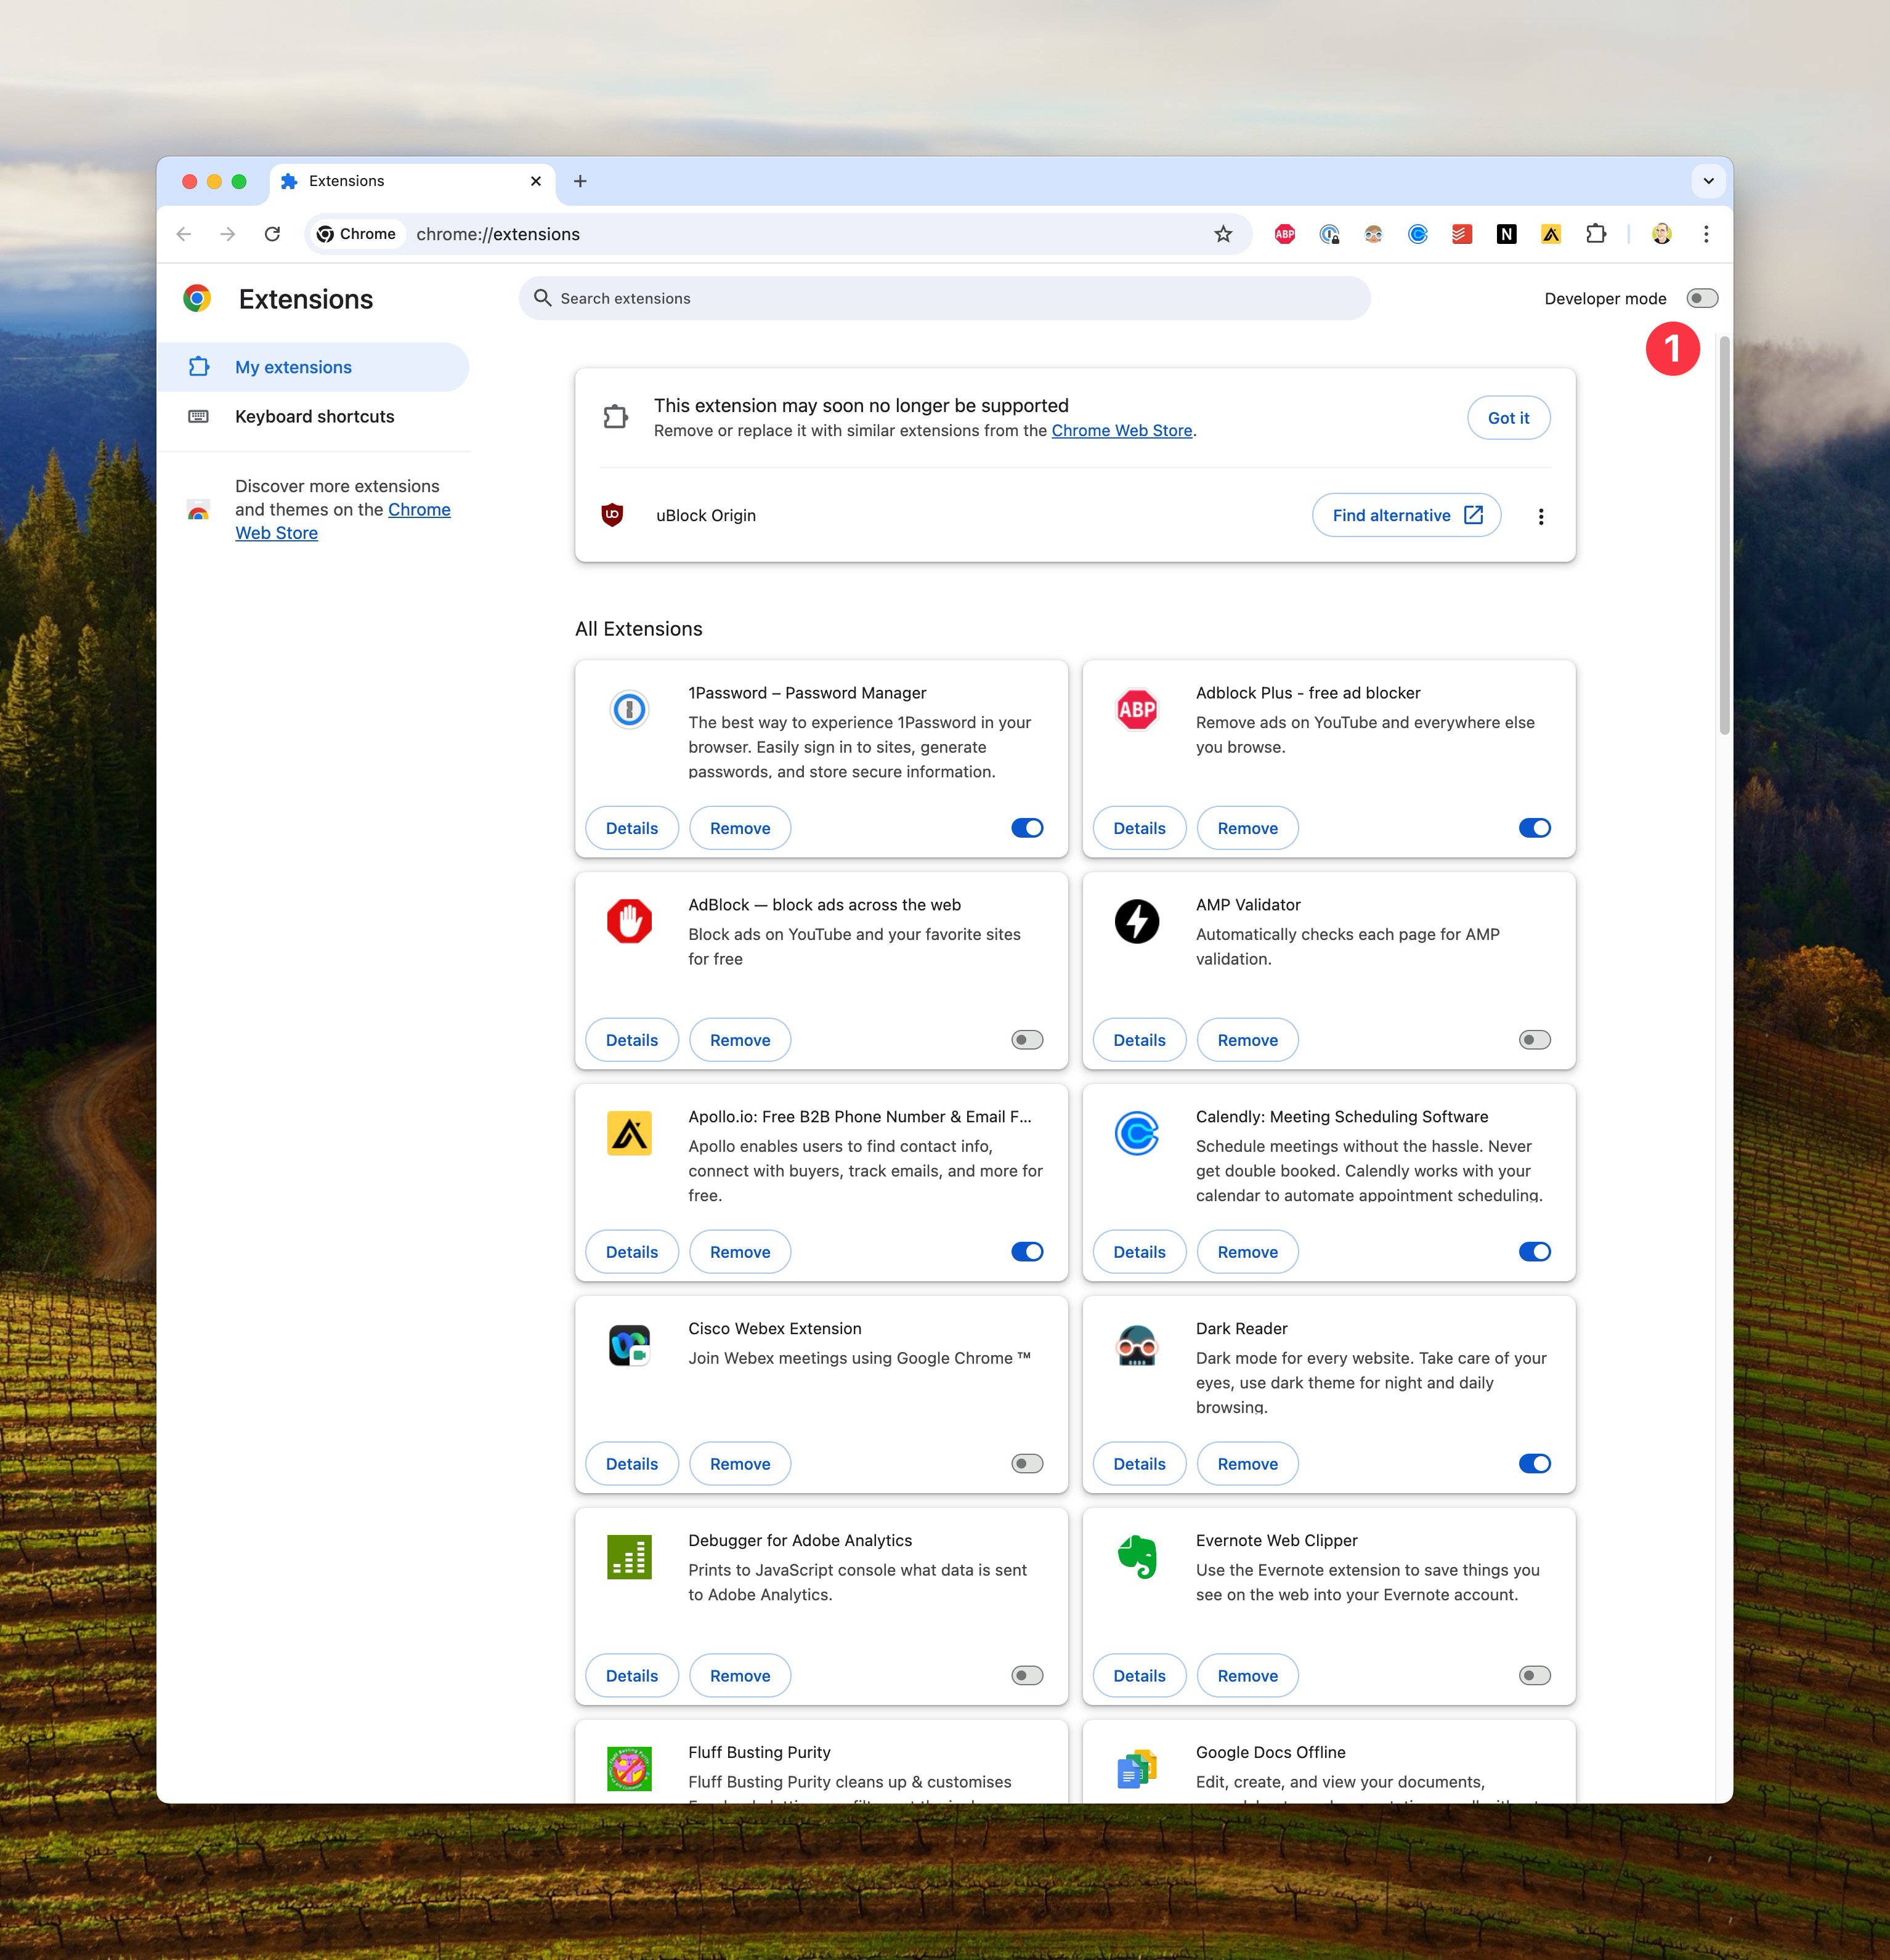 Extensions
Chrome
chrome://extensions
ABP
N
Extensions
Search extensions
Developer mode
1
My extensions
Keyboard shortcuts
Discover more extensions
and themes on the Chrome
Web Store
This extension may soon no longer be supported
Remove or replace it with similar extensions from the Chrome Web Store.
Got it
uBlock Origin
Find alternative
All Extensions
1Password – Password Manager
The best way to experience 1Password in your
browser. Easily sign in to sites, generate
passwords, and store secure information.
Details
Remove
ABP
Adblock Plus - free ad blocker
Remove ads on YouTube and everywhere else
you browse.
Details
Remove
AdBlock — block ads across the web
Block ads on YouTube and your favorite sites
for free
Details
Remove
AMP Validator
Automatically checks each page for AMP
validation.
Details
Remove
Apollo.io: Free B2B Phone Number & Email F...
Apollo enables users to find contact info,
connect with buyers, track emails, and more for
free.
Details
Remove
Calendly: Meeting Scheduling Software
Schedule meetings without the hassle. Never
get double booked. Calendly works with your
calendar to automate appointment scheduling.
Details
Remove
Cisco Webex Extension
Join Webex meetings using Google Chrome ™
Details
Remove
Dark Reader
Dark mode for every website. Take care of your
eyes, use dark theme for night and daily
browsing.
Details
Remove
Debugger for Adobe Analytics
Prints to JavaScript console what data is sent
to Adobe Analytics.
Details
Remove
Evernote Web Clipper
Use the Evernote extension to save things you
see on the web into your Evernote account.
Details
Remove
Fluff Busting Purity
Fluff Busting Purity cleans up & customises
Google Docs Offline
Edit, create, and view your documents,